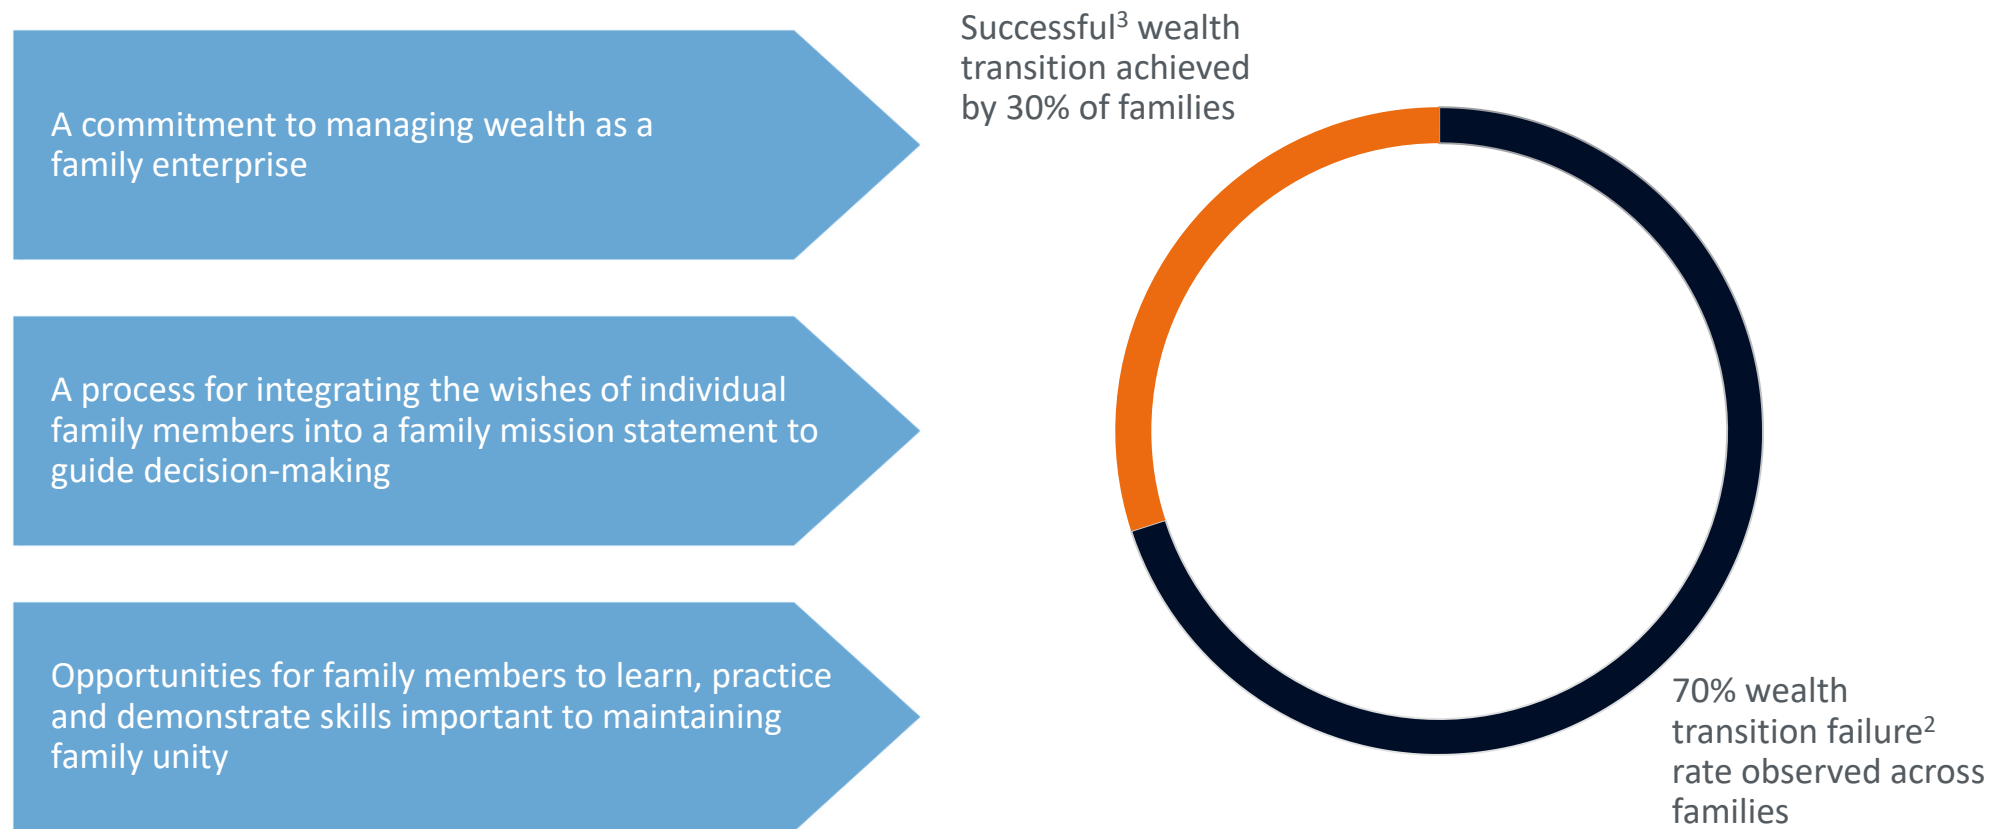 A commitment to managing wealth as a
family enterprise
A process for integrating the wishes of individual
family members into a family mission statement to
guide decision-making
Opportunities for family members to learn, practice
and demonstrate skills important to maintaining
family unity
Successful³ wealth
transition achieved
by 30% of families
70% wealth
transition failure²
rate observed across
families